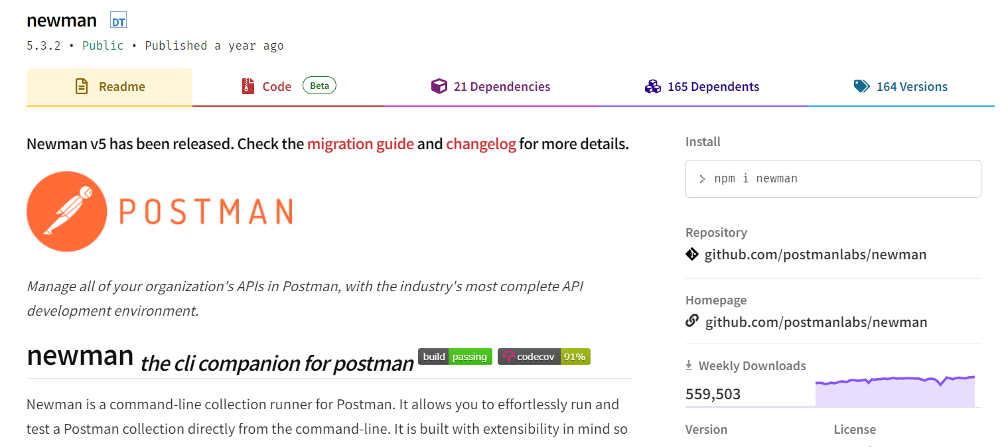 newman DT
5.3.2 • Public • Published a year ago
Readme
Code Beta
21 Dependencies
165 Dependents
164 Versions
Newman v5 has been released. Check the migration guide and changelog for more details.
POSTMAN
Manage all of your organization's APIs in Postman, with the industry's most complete API
development environment.
newman the cli companion for postman build passing codecov 91%
Newman is a command-line collection runner for Postman. It allows you to effortlessly run and
test a Postman collection directly from the command-line. It is built with extensibility in mind so
Install
> npm i newman
Repository
github.com/postmanlabs/newman
Homepage
github.com/postmanlabs/newman
Weekly Downloads
559,503
Version
License